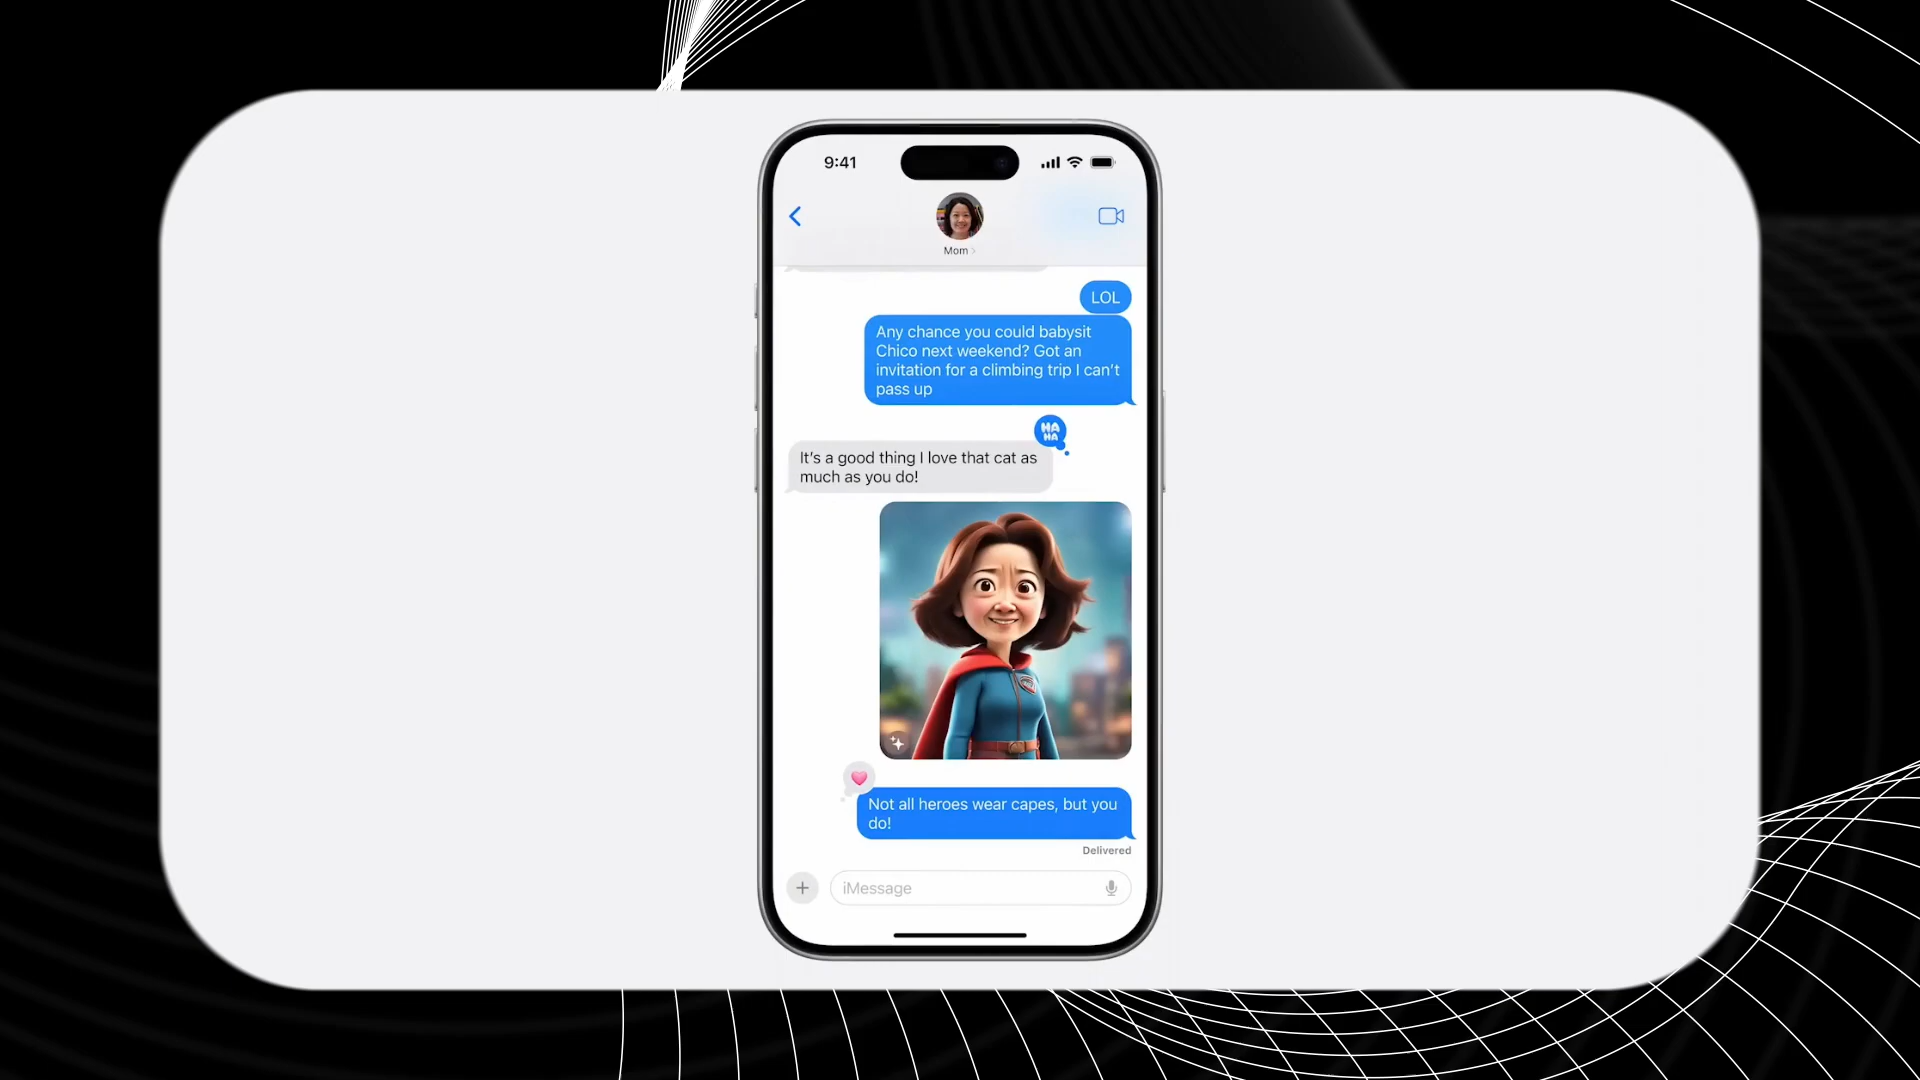 9:41
Mom
LOL
Any chance you could babysit
Chico next weekend? Got an
invitation for a climbing trip I can’t
pass up
HA
HA
It’s a good thing I love that cat as
much as you do!
Not all heroes wear capes, but you
do!
Delivered
iMessage